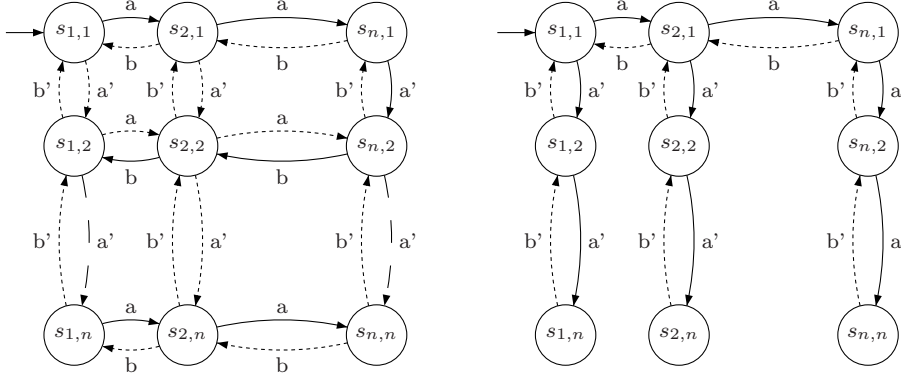 a a a a
s1,1 s2,1 sn,1 s1,1 s2,1 sn,1
b b b b
b' a' b' a' b' a' b' a' b' a' b' a
a a
s1,2 s2,2 sn,2 s1,2 s2,2 sn,2
b b
b' a' b' a' b' a' b' a' b' a' b' a
a a
s1,n s2,n sn,n s1,n s2,n sn,n
b b